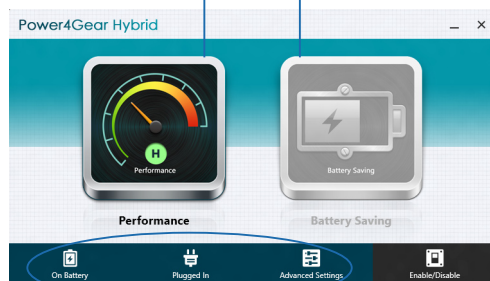 Power4Gear Hybrid
H
Performance
Battery Saving
Performance
Battery Saving
On Battery
Plugged In
Advanced Settings
Enable/Disable